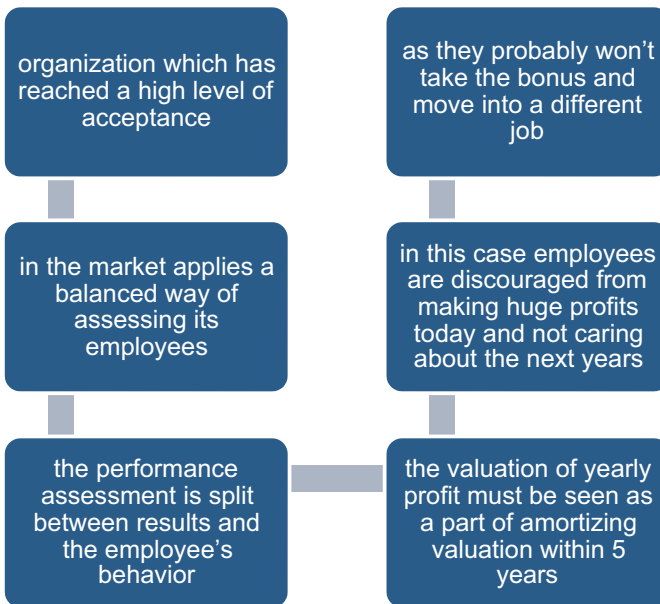 organization which has
reached a high level of
acceptance
in the market applies a
balanced way of
assessing its
employees
the performance
assessment is split
between results and
the employee’s
behavior
the valuation of yearly
profit must be seen as
a part of amortizing
valuation within 5
years
in this case employees
are discouraged from
making huge profits
today and not caring
about the next years
as they probably won’t
take the bonus and
move into a different
job